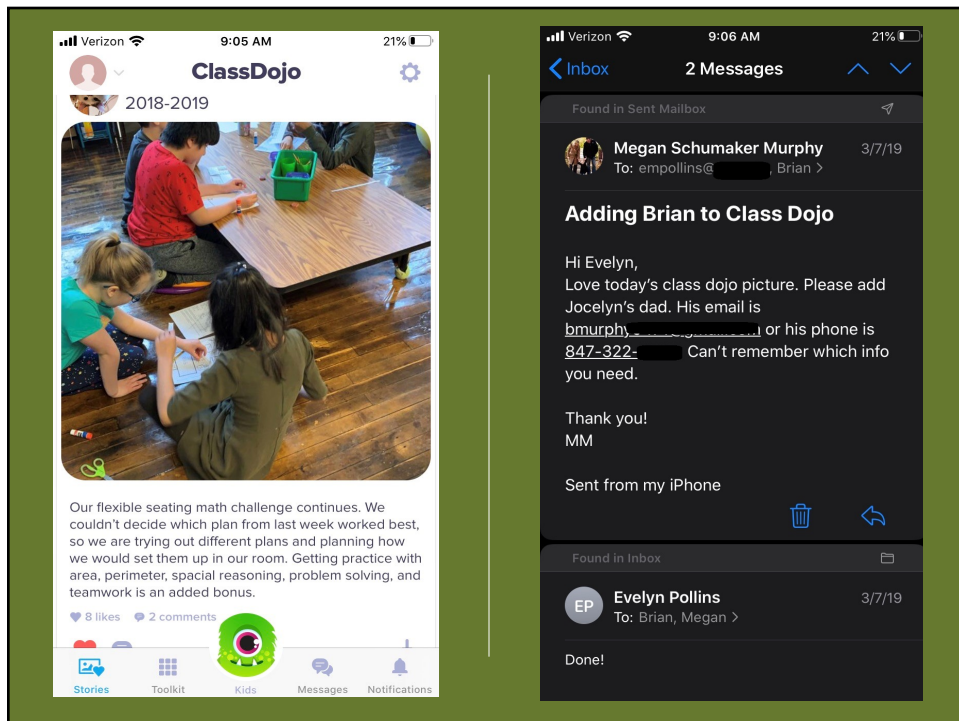 Verizon 9:05 AM 21%
ClassDojo
2018-2019
Our flexible seating math challenge continues. We
couldn't decide which plan from last week worked best,
so we are trying out different plans and planning how
we would set them up in our room. Getting practice with
area, perimeter, spacial reasoning, problem solving, and
teamwork is an added bonus.
8 likes 2 comments
Stories Toolkit Kids Messages Notifications
Verizon 9:06 AM 21%
Inbox 2 Messages
Found in Sent Mailbox
Megan Schumaker Murphy 3/7/19
To: empollins@ , Brian >
Adding Brian to Class Dojo
Hi Evelyn,
Love today's class dojo picture. Please add
Jocelyn's dad. His email is
bmurphy or his phone is
847-322- Can't remember which info
you need.
Thank you!
MM
Sent from my iPhone
Found in Inbox
EP Evelyn Pollins 3/7/19
To: Brian, Megan >
Done!